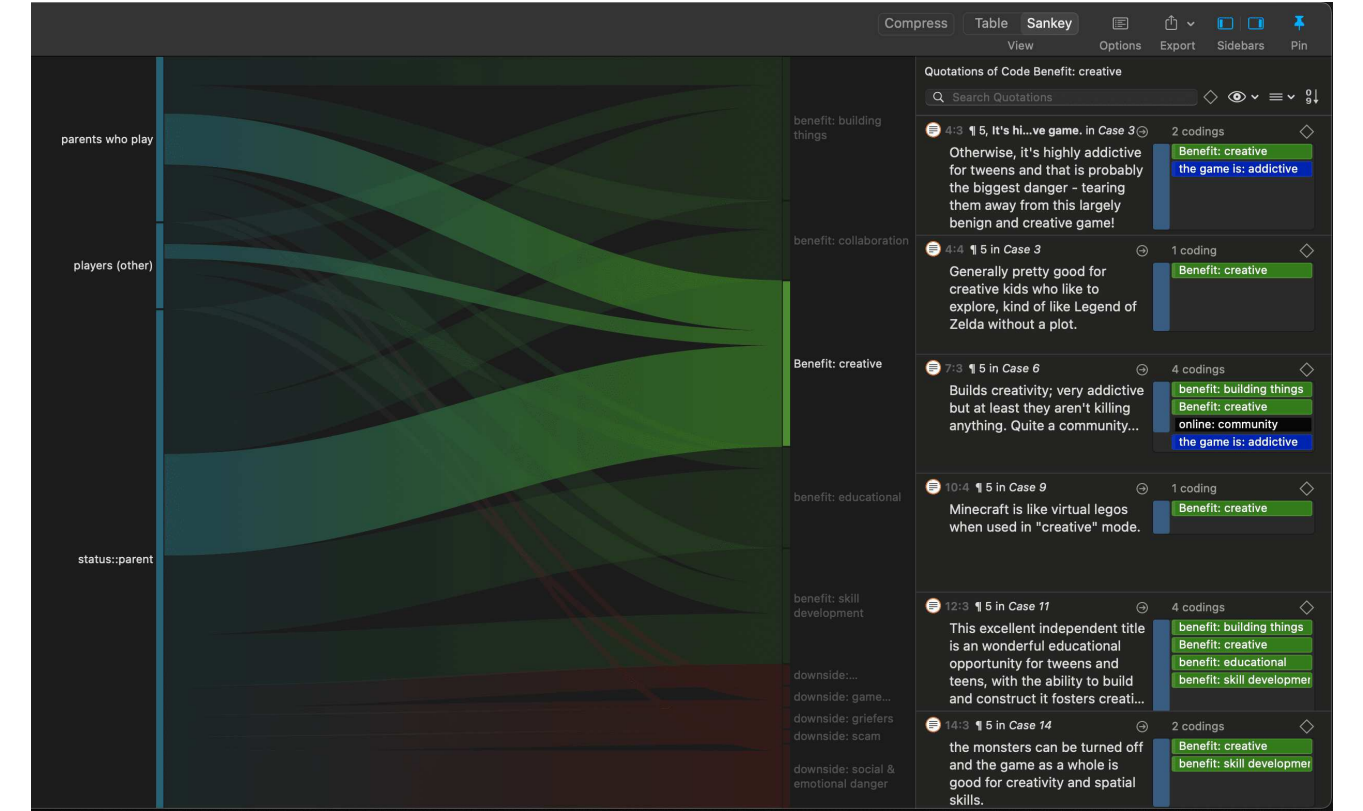 Compress
Table
Sankey
View
Options
Export
Sidebars
Pin
parents who play
players (other)
status::parent
benefit: building
things
benefit: collaboration
Benefit: creative
benefit: educational
benefit: skill
development
downside:...
downside: game...
downside: griefers
downside: scam
downside: social &
emotional danger
Quotations of Code Benefit: creative
Search Quotations
4:3 ¶ 5, It's hi...ve game. in Case 3
2 codings
Otherwise, it's highly addictive
for tweens and that is probably
the biggest danger - tearing
them away from this largely
benign and creative game!
Benefit: creative
the game is: addictive
4:4 ¶ 5 in Case 3
1 coding
Generally pretty good for
creative kids who like to
explore, kind of like Legend of
Zelda without a plot.
Benefit: creative
7:3 ¶ 5 in Case 6
4 codings
Builds creativity; very addictive
but at least they aren't killing
anything. Quite a community...
benefit: building things
Benefit: creative
online: community
the game is: addictive
10:4 ¶ 5 in Case 9
1 coding
Minecraft is like virtual legos
when used in "creative" mode.
Benefit: creative
12:3 ¶ 5 in Case 11
4 codings
This excellent independent title
is an wonderful educational
opportunity for tweens and
teens, with the ability to build
and construct it fosters creati...
benefit: building things
Benefit: creative
benefit: educational
benefit: skill developmer
14:3 ¶ 5 in Case 14
2 codings
the monsters can be turned off
and the game as a whole is
good for creativity and spatial
skills.
Benefit: creative
benefit: skill developmer